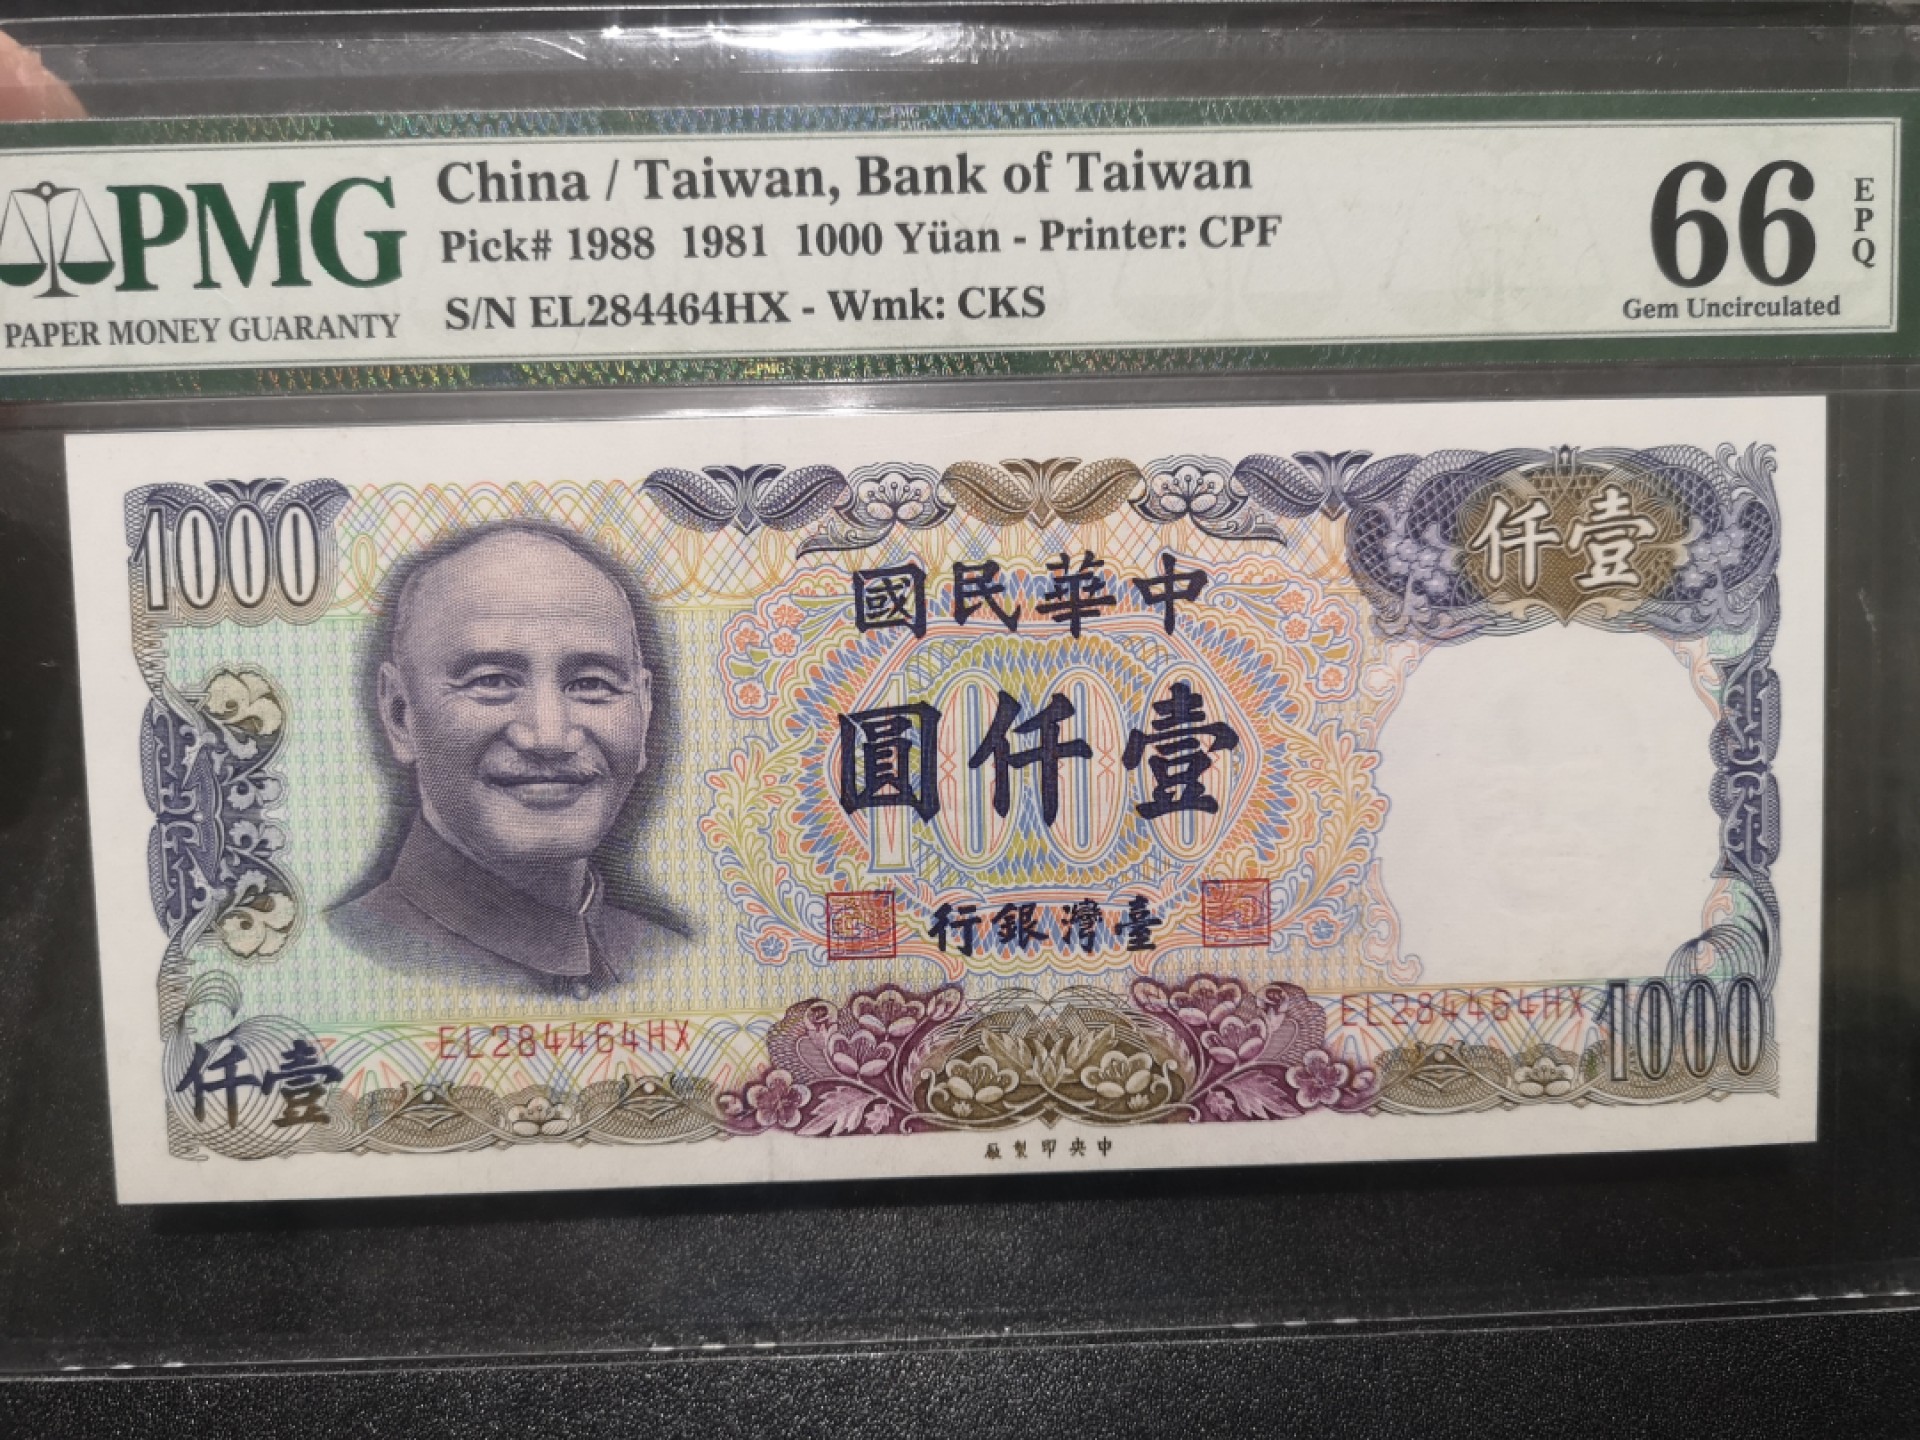 PMG
PAPER MONEY GUARANTY
China / Taiwan, Bank of Taiwan
Pick# 1988 1981 1000 Yüan - Printer: CPF
S/N EL284464HX - Wmk: CKS
66
EPQ
Gem Uncirculated
1000
仟壹
國民華中
圓仟壹
1000
行銀灣臺
EL284464HX
EL284464HX
仟壹
1000
廠製印央中